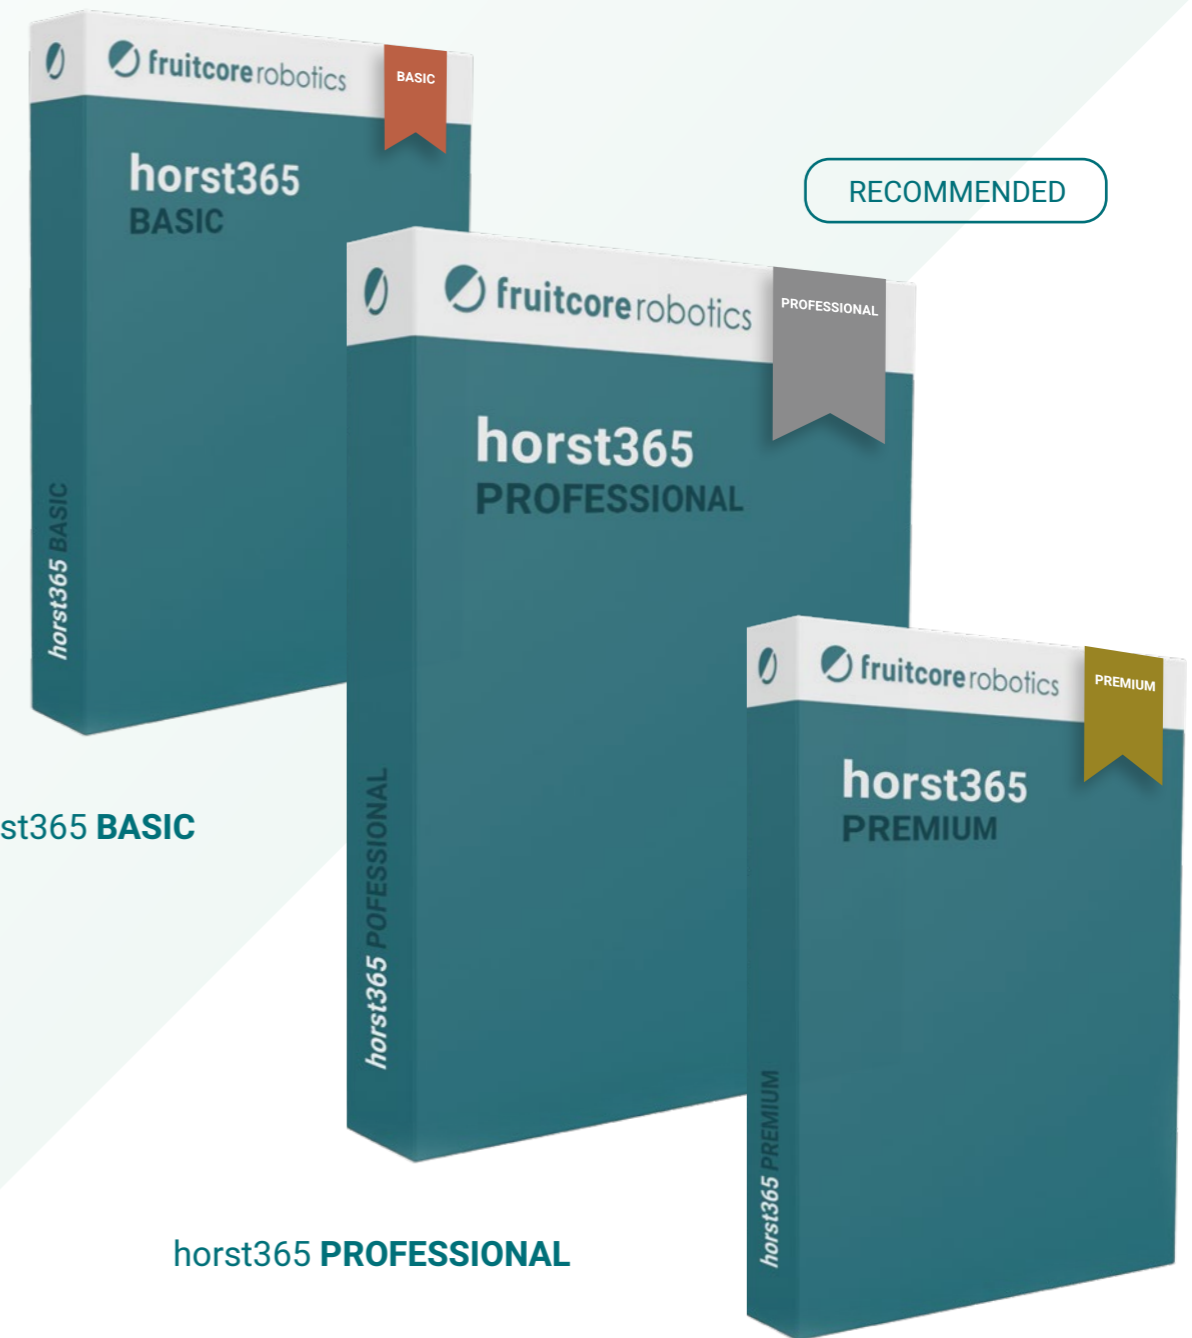 fruitcore robotics
BASIC
horst365
BASIC
horst365 BASIC
RECOMMENDED
fruitcore robotics
PROFESSIONAL
horst365
PROFESSIONAL
horst365 POFESSIONAL
fruitcore robotics
PREMIUM
horst365
PREMIUM
horst365 PREMIUM
st365 BASIC
horst365 PROFESSIONAL